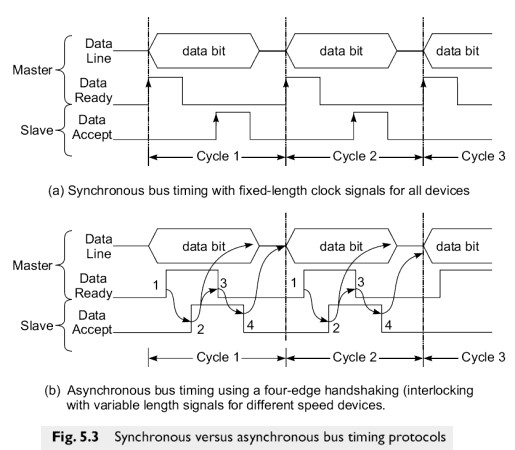 Master
Data
Line
data bit
data bit
data bit
Data
Ready
Slave
Data
Accept
Cycle 1
Cycle 2
Cycle 3
(a) Synchronous bus timing with fixed-length clock signals for all devices
Master
Data
Line
data bit
data bit
data bit
Data
Ready
1
3
1
3
Slave
Data
Accept
2
4
2
4
Cycle 1
Cycle 2
Cycle 3
(b) Asynchronous bus timing using a four-edge handshaking (interlocking
with variable length signals for different speed devices.
Fig. 5.3 Synchronous versus asynchronous bus timing protocols